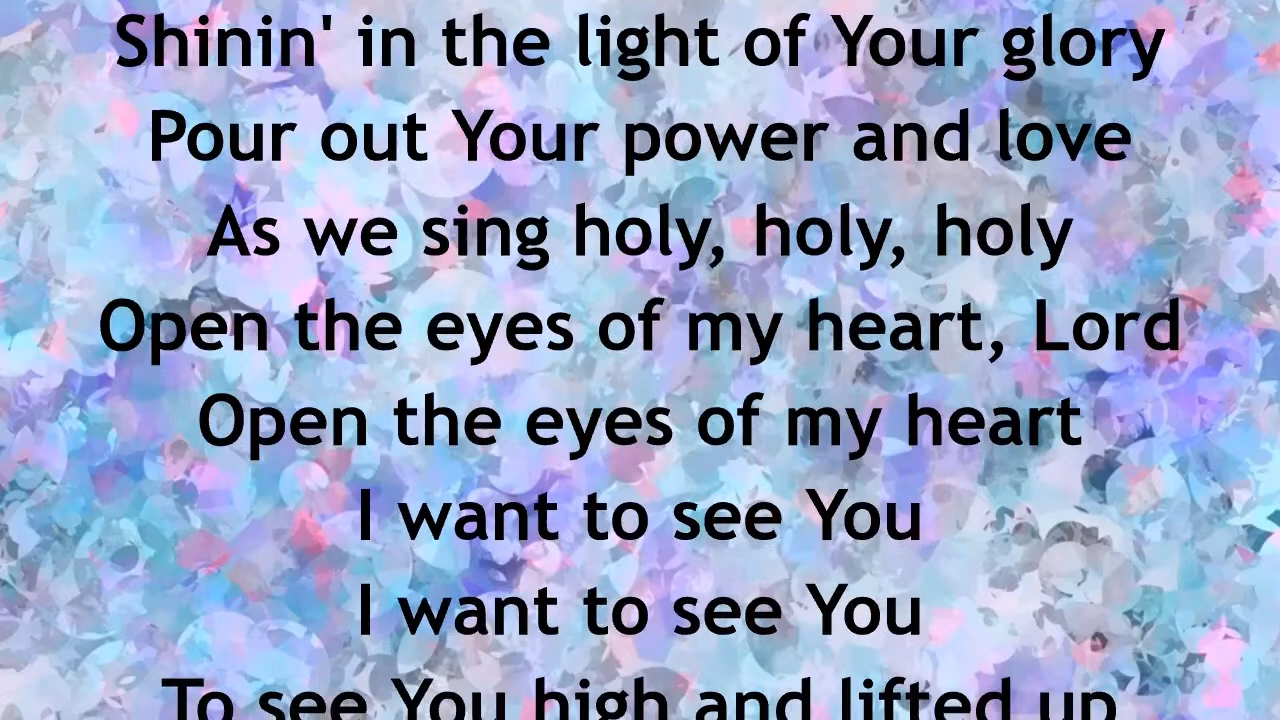 Shinin' in the light of Your glory
Pour out Your power and love
As we sing holy, holy, holy
Open the eyes of my heart, Lord
Open the eyes of my heart
I want to see You
I want to see You
To see You high and lifted up